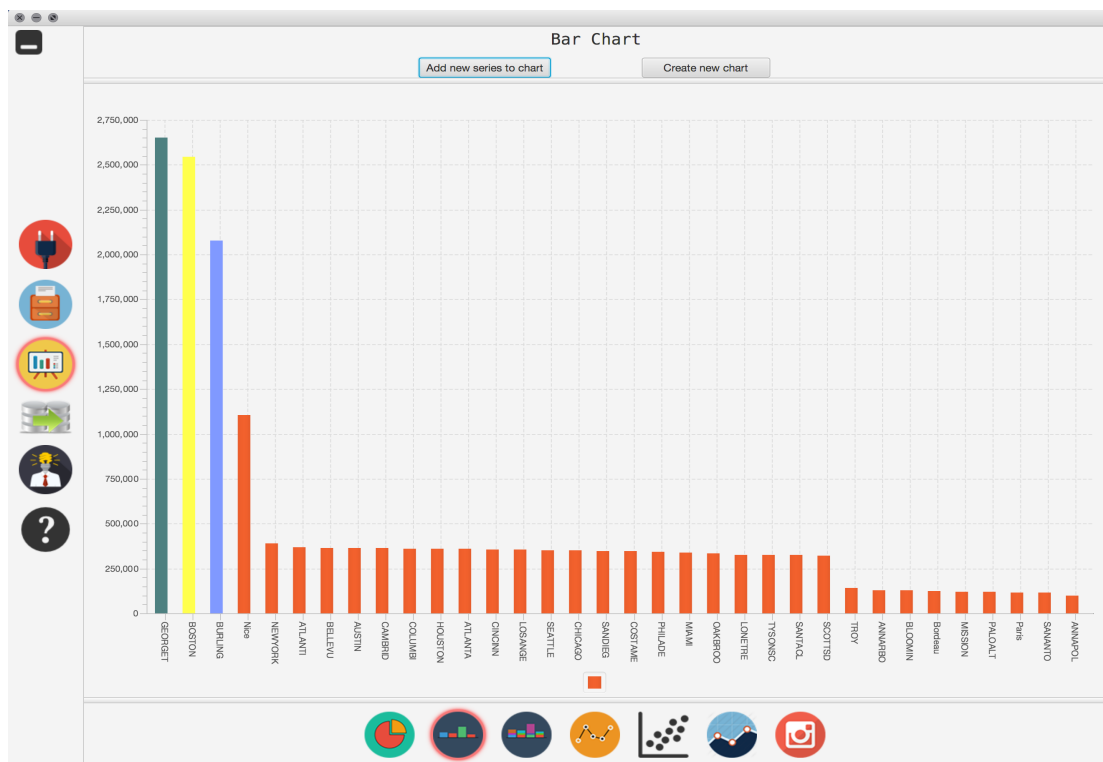 Bar Chart
Add new series to chart
Create new chart
2,750,000
2,500,000
2,250,000
2,000,000
1,750,000
1,500,000
1,250,000
1,000,000
750,000
500,000
250,000
0
GEORGET
BOSTON
BURLING
Nice
NEWYORK
ATLANTI
BELLEVU
AUSTIN
CAMBRID
COLUMBI
HOUSTON
ATLANTA
CINCINN
LOSANGE
SEATTLE
CHICAGO
SANDIEG
COSTAME
PHILADE
MIAMI
OAKBROO
LONETRE
TYSONSC
SANTACL
SCOTTSD
TROY
ANNARBO
BLOOMIN
Bordeau
MISSION
PALOALT
Paris
SANANTO
ANNAPOL
?